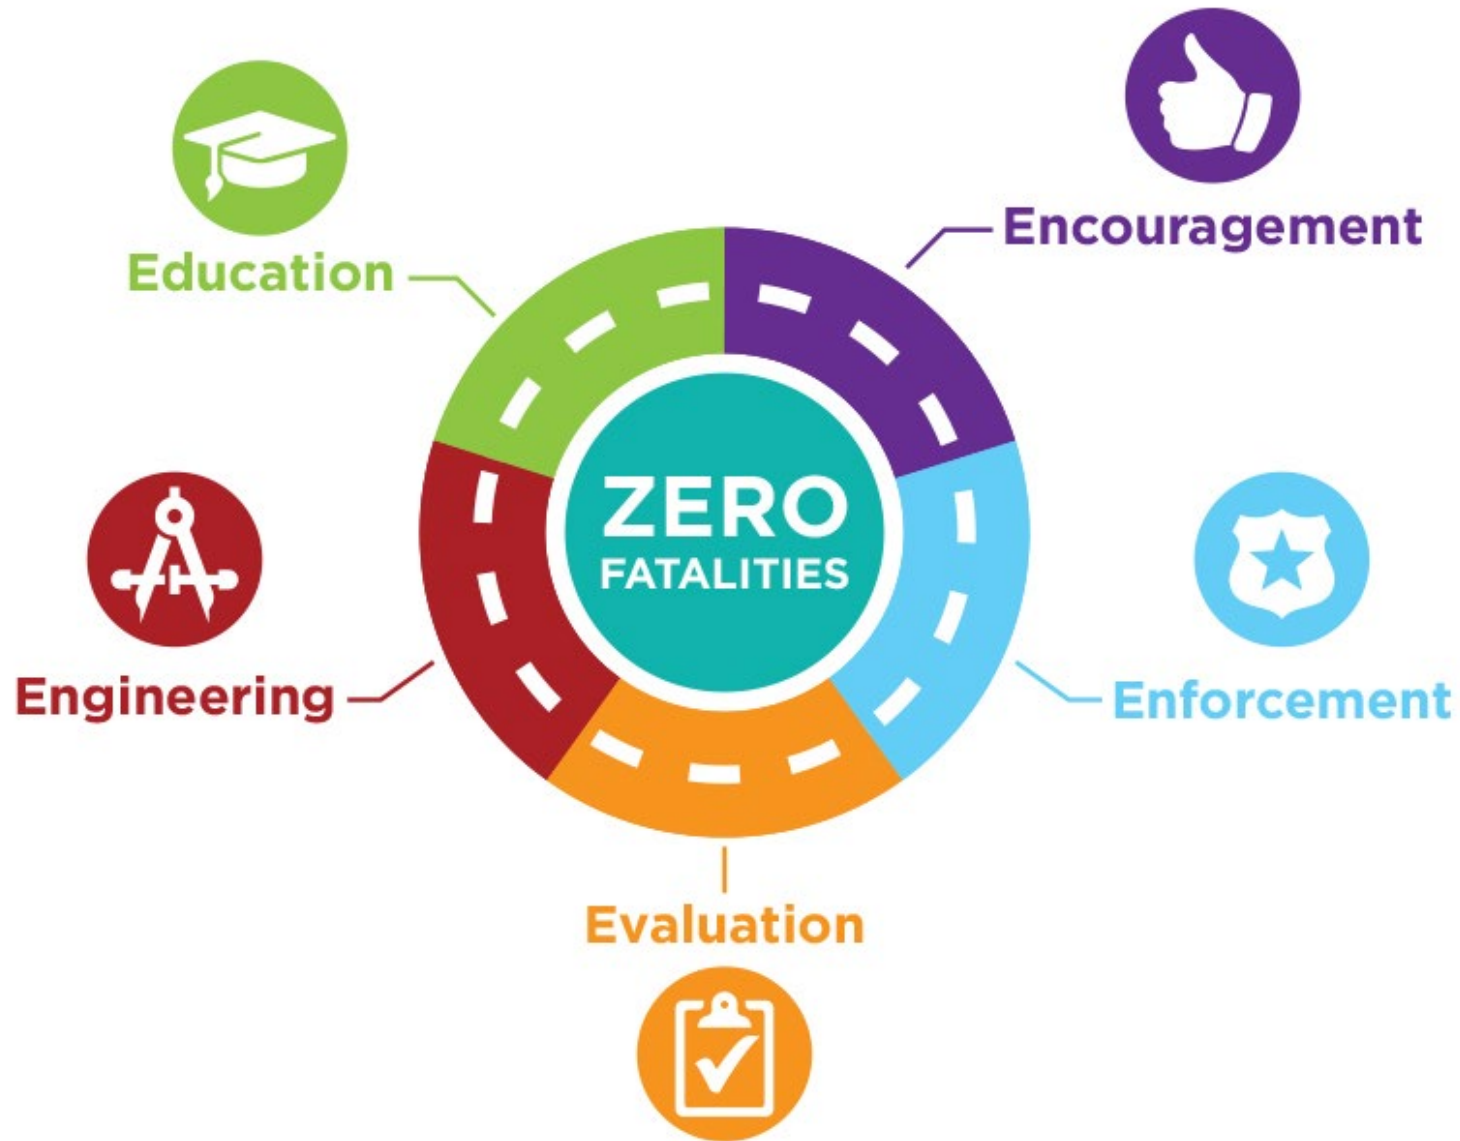 Encouragement
Education
ZERO
FATALITIES
Engineering
Enforcement
Evaluation